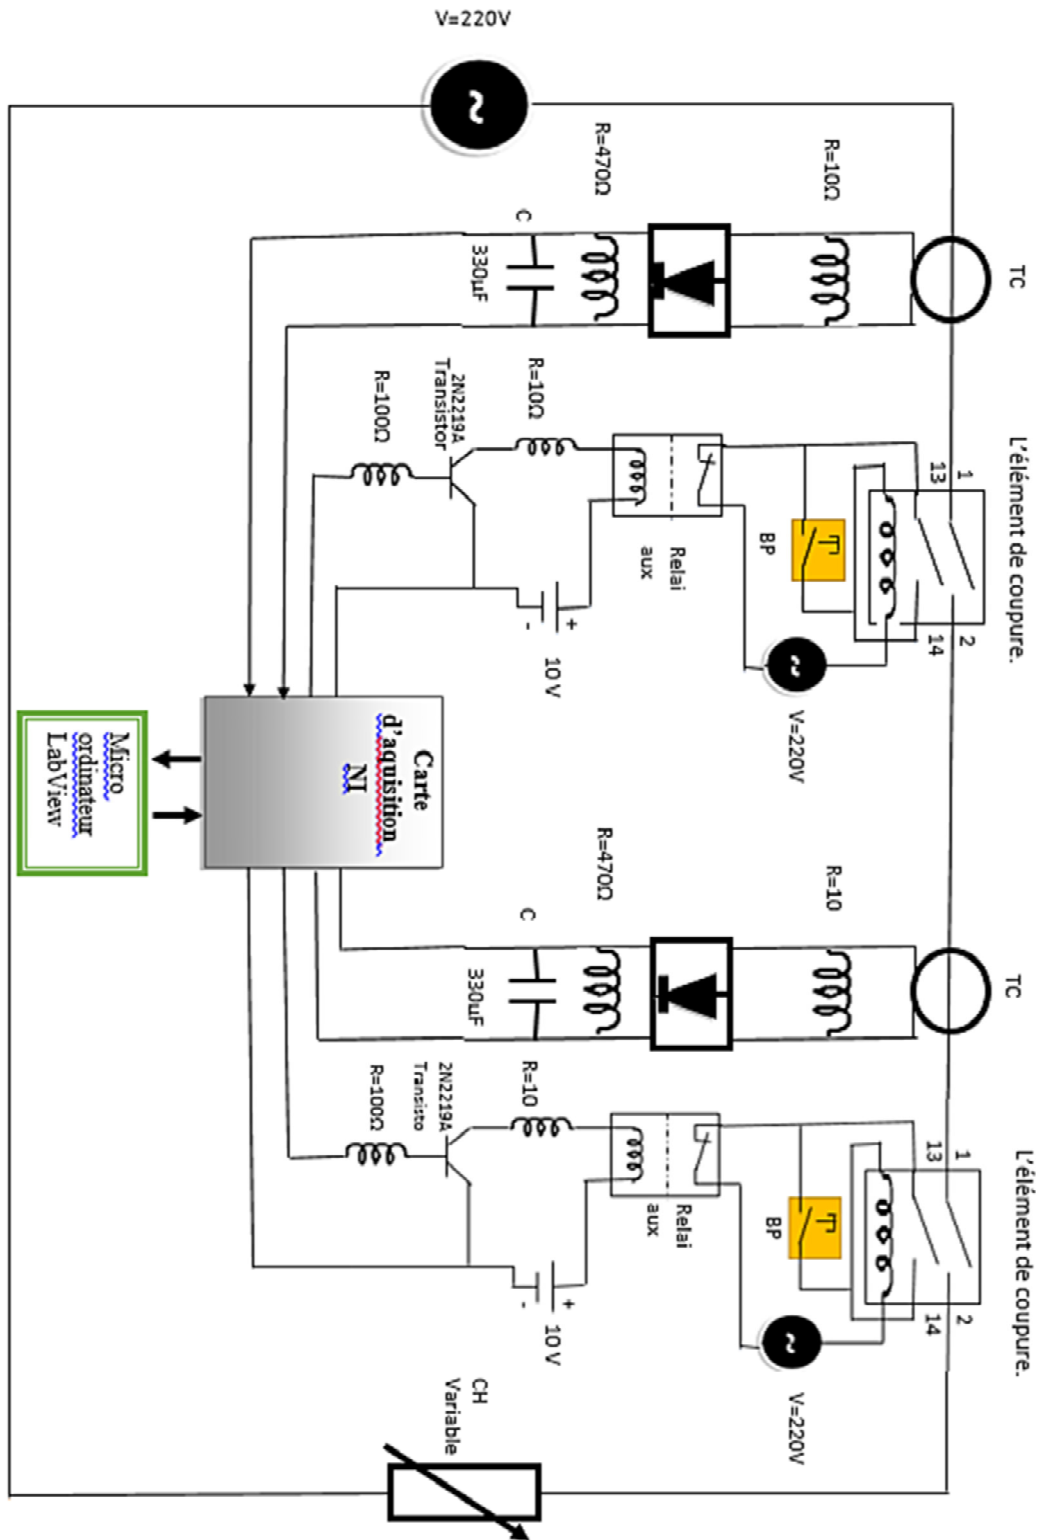 V=220V
TC
L'élément de coupure.
TC
L'élément de coupure.
1
13
2
14
1
13
2
14
R=10Ω
BP
V=220V
R=10
BP
V=220V
R=470Ω
Relai
aux
R=470Ω
Relai
aux
C
330µF
R=10Ω
+
-
10 V
C
330µF
R=10
+
-
10 V
2N2219A
Transistor
R=100Ω
2N2219A
Transisto
R=100Ω
CH
Variable
Carte
d'aquisition
NI
Micro
ordinateur
LabView